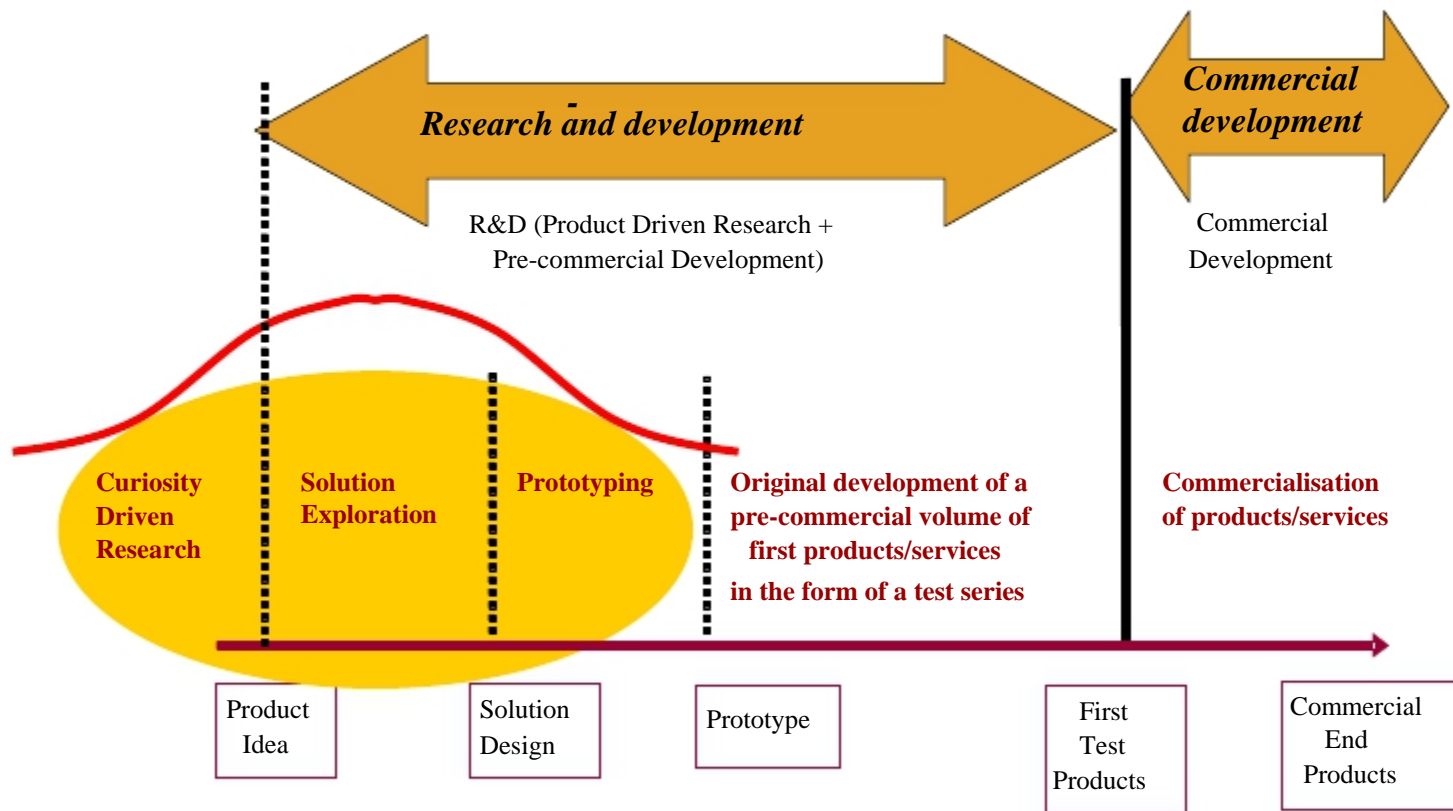 Research and development
-
Commercial
development
R&D (Product Driven Research +
Pre-commercial Development)
Commercial
Development
Curiosity
Driven
Research
Solution
Exploration
Prototyping
Original development of a
pre-commercial volume of
first products/services
in the form of a test series
Commercialisation
of products/services
Product
Idea
Solution
Design
Prototype
First
Test
Products
Commercial
End
Products